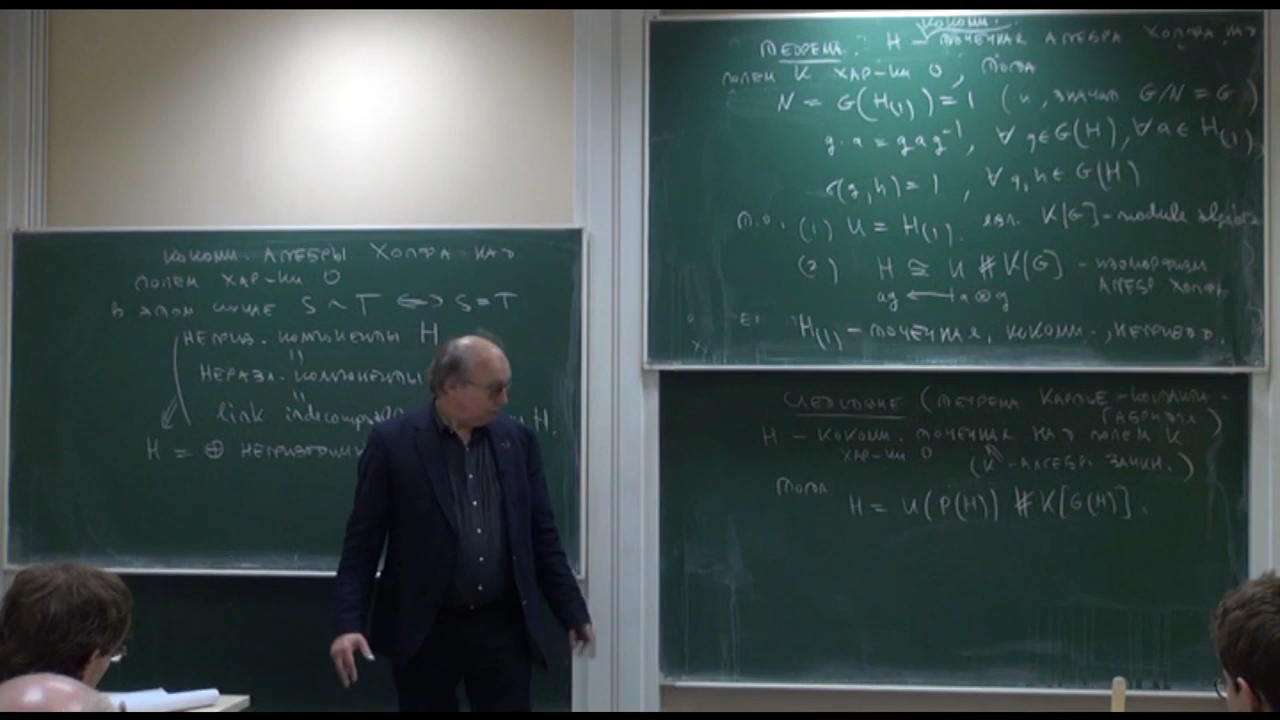 КОКОММ. АЛГЕБРЫ ХОПФА НАД
ПОЛЕМ ХАР-КИ 0
В ЭТОМ СЛУЧАЕ S ~ T ⟺ S = T
НЕПРИВ. КОМПОНЕНТЫ H
НЕРАЗЛ. КОМПОНЕНТЫ
link indecompos H.
H = ⊕ НЕПРИВОДИМ
КОКОММ.
ТЕОРЕМА. H – ТОЧЕЧНАЯ АЛГЕБРА ХОПФА НАД
ПОЛЕМ K ХАР-КИ 0, ТОГДА
N = G(H₍₁₎) = 1 (и, ЗНАЧИТ G/N = G)
g·a = gag⁻¹, ∀ g∈G(H), ∀a∈ H₍₁₎
σ(g,h) = 1, ∀ g,h ∈ G(H)
Т.О. (1) U = H₍₁₎ явл. K[G]-module algebra
(2) H ≅ U # K[G] – ИЗОМОРФИЗМ
АЛГЕБР ХОПФА
ag ⟵ a⊗g
H₍₁₎ – ТОЧЕЧНАЯ, КОКОММ., НЕПРИВОД.
СЛЕДСТВИЕ (ТЕОРЕМА КАРТЬЕ–КОСТАНТА–
ГАБРИЭЛЯ)
H – КОКОММ. ТОЧЕЧНАЯ НАД ПОЛЕМ K
ХАР-КИ 0 (K – АЛГЕБР. ЗАМКН.)
ТОГДА
H = U(P(H)) # K[G(H)].